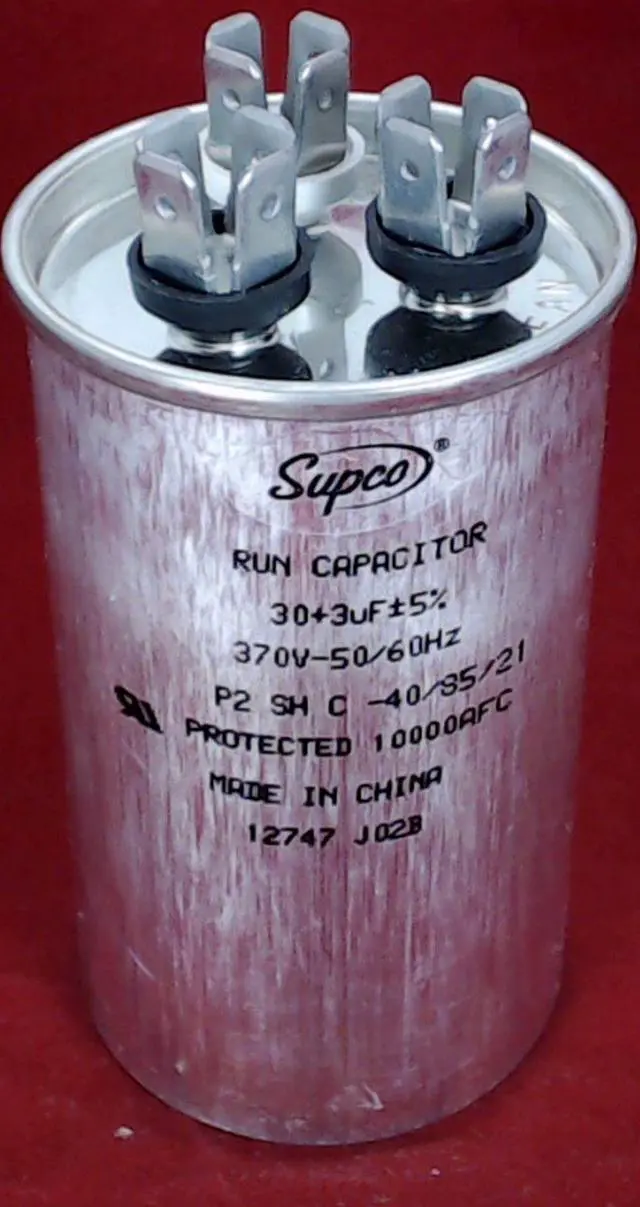 FAN
Supco®
RUN CAPACITOR
30+3uF±5%
370V-50/60Hz
P2 SH C -40/85/21
PROTECTED 10000AFC
MADE IN CHINA
12747 J02B